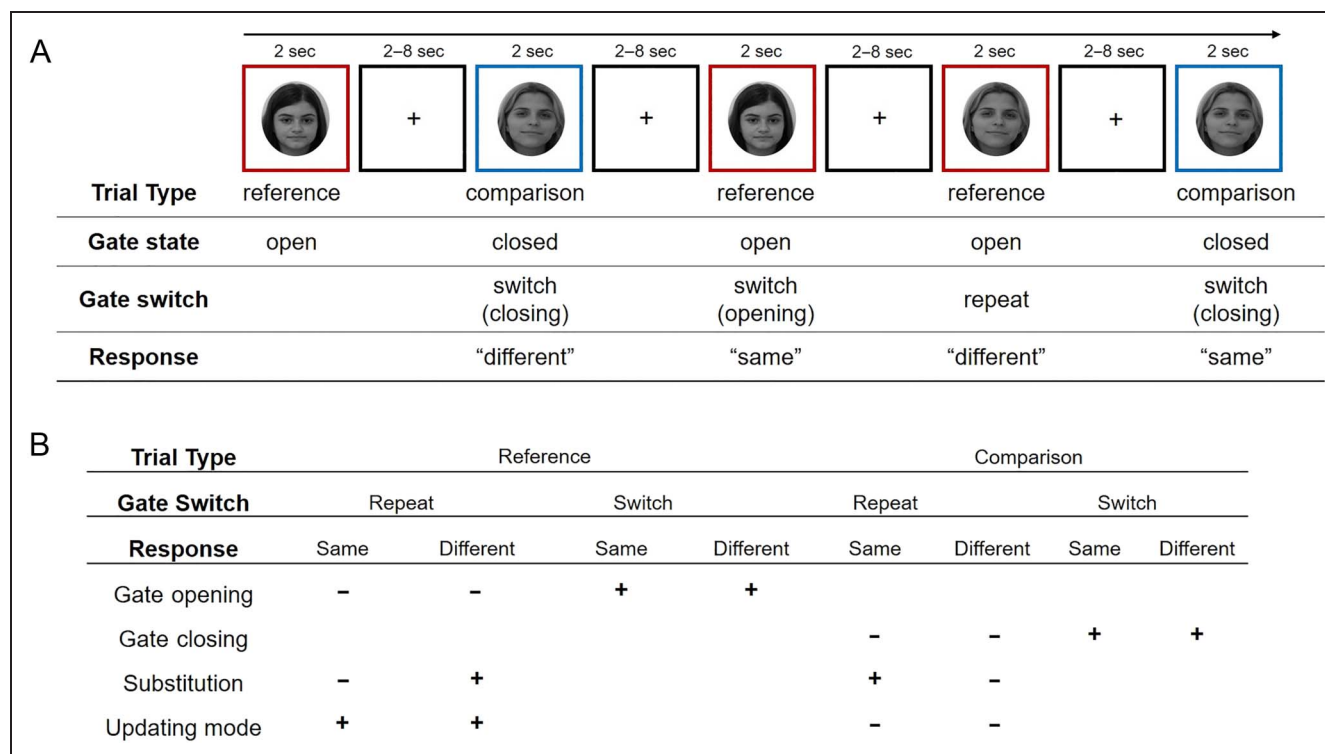 A
2 sec 2–8 sec 2 sec 2–8 sec 2 sec 2–8 sec 2 sec 2–8 sec 2 sec
+ + + +
Trial Type reference comparison reference reference comparison
Gate state open closed open open closed
Gate switch switch (closing) switch (opening) repeat switch (closing)
Response "different" "same" "different" "same"
B
Trial Type Reference Comparison
Gate Switch Repeat Switch Repeat Switch
Response Same Different Same Different Same Different Same Different
Gate opening – – + +
Gate closing – – + +
Substitution – + + –
Updating mode + + – –